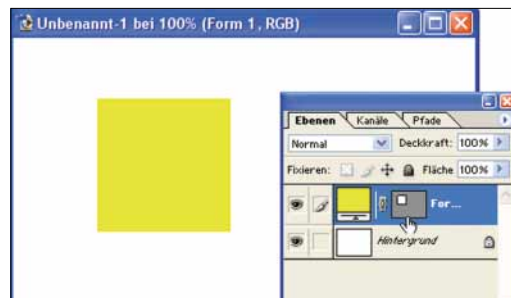 Unbenannt-1 bei 100% (Form 1, RGB)
Ebenen Kanäle Pfade
Normal Deckkraft: 100%
Fixieren: Fläche 100%
For...
Hintergrund